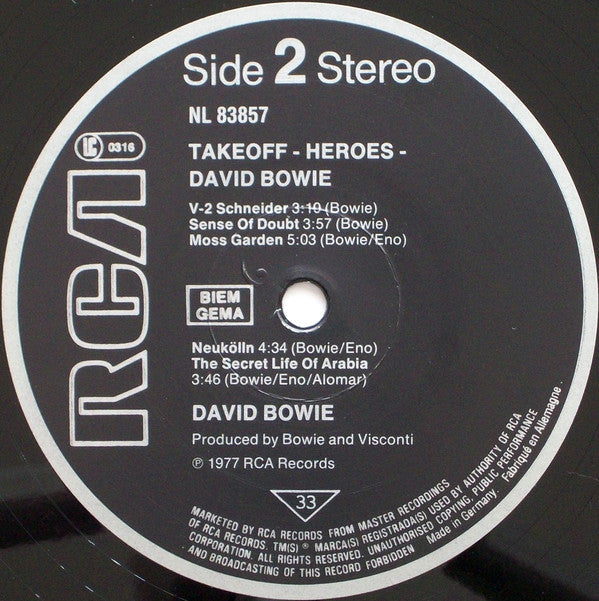 Side 2 Stereo
NL 83857
LC 0316
RCA
TAKEOFF - HEROES -
DAVID BOWIE
V-2 Schneider 3:10 (Bowie)
Sense Of Doubt 3:57 (Bowie)
Moss Garden 5:03 (Bowie/Eno)
BIEM
GEMA
Neukölln 4:34 (Bowie/Eno)
The Secret Life Of Arabia
3:46 (Bowie/Eno/Alomar)
DAVID BOWIE
Produced by Bowie and Visconti
℗ 1977 RCA Records
33
MARKETED BY RCA RECORDS FROM MASTER RECORDINGS
OF RCA RECORDS. TM(S) ® MARCA(S) REGISTRADA(S) USED BY AUTHORITY OF RCA
CORPORATION. ALL RIGHTS RESERVED. UNAUTHORISED COPYING, PUBLIC PERFORMANCE
AND BROADCASTING OF THIS RECORD FORBIDDEN
Made in Germany. Fabriqué en Allemagne.